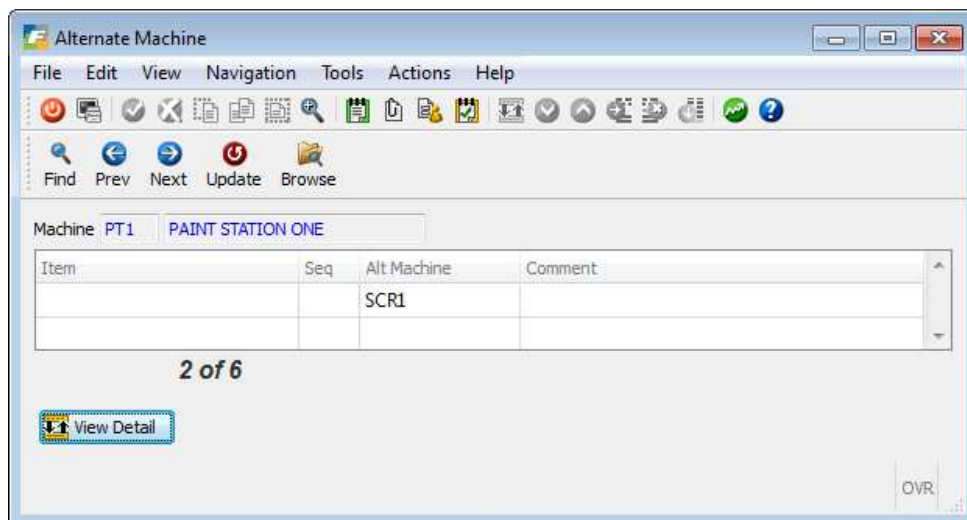 Alternate Machine
File Edit View Navigation Tools Actions Help
Find Prev Next Update Browse
Machine PT1 PAINT STATION ONE
Item Seq Alt Machine Comment
SCR1
2 of 6
View Detail
OVR